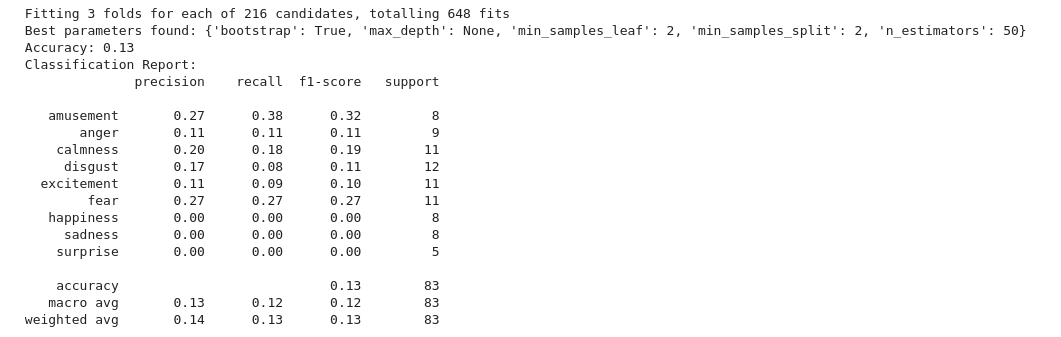 Fitting 3 folds for each of 216 candidates, totalling 648 fits
Best parameters found: {'bootstrap': True, 'max_depth': None, 'min_samples_leaf': 2, 'min_samples_split': 2, 'n_estimators': 50}
Accuracy: 0.13
Classification Report:
precision recall f1-score support
amusement 0.27 0.38 0.32 8
anger 0.11 0.11 0.11 9
calmness 0.20 0.18 0.19 11
disgust 0.17 0.08 0.11 12
excitement 0.11 0.09 0.10 11
fear 0.27 0.27 0.27 11
happiness 0.00 0.00 0.00 8
sadness 0.00 0.00 0.00 8
surprise 0.00 0.00 0.00 5
accuracy 0.13 83
macro avg 0.13 0.12 0.12 83
weighted avg 0.14 0.13 0.13 83